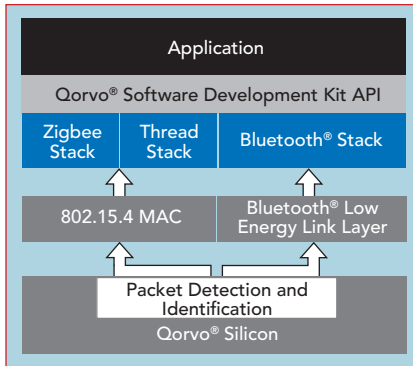 Application
Qorvo® Software Development Kit API
Zigbee
Stack
Thread
Stack
Bluetooth® Stack
802.15.4 MAC
Bluetooth® Low
Energy Link Layer
Packet Detection and
Identification
Qorvo® Silicon